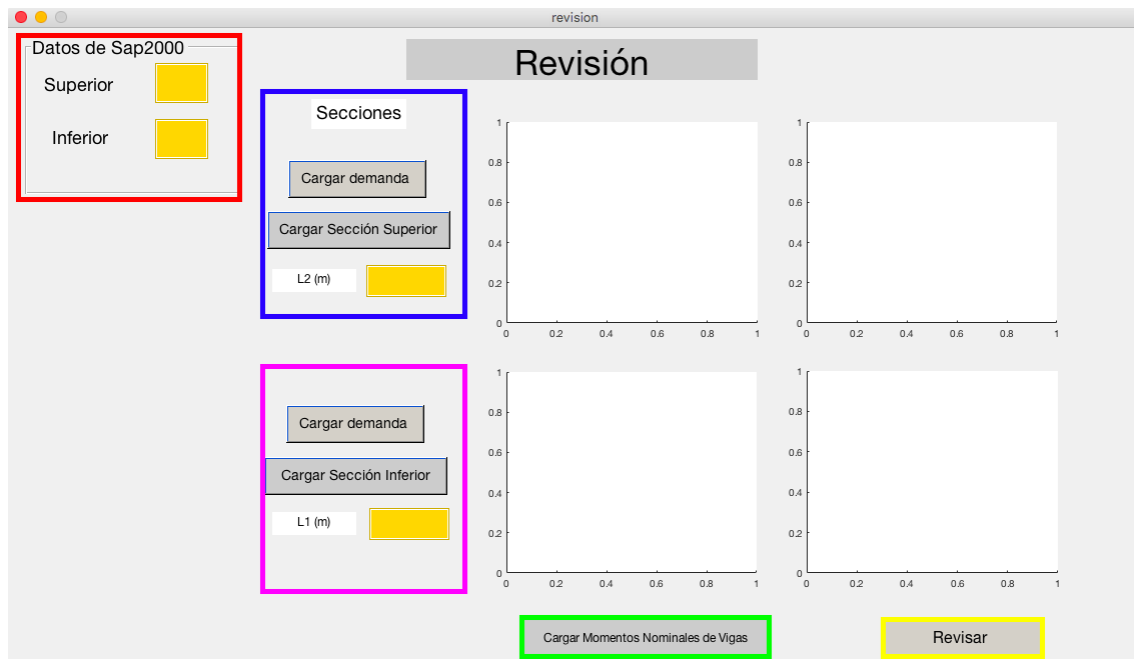 revision
Datos de Sap2000
Superior
Inferior
Revisión
Secciones
Cargar demanda
Cargar Sección Superior
L2 (m)
1
0.8
0.6
0.4
0.2
0
0 0.2 0.4 0.6 0.8 1
1
0.8
0.6
0.4
0.2
0
0 0.2 0.4 0.6 0.8 1
Cargar demanda
Cargar Sección Inferior
L1 (m)
1
0.8
0.6
0.4
0.2
0
0 0.2 0.4 0.6 0.8 1
1
0.8
0.6
0.4
0.2
0
0 0.2 0.4 0.6 0.8 1
Cargar Momentos Nominales de Vigas
Revisar